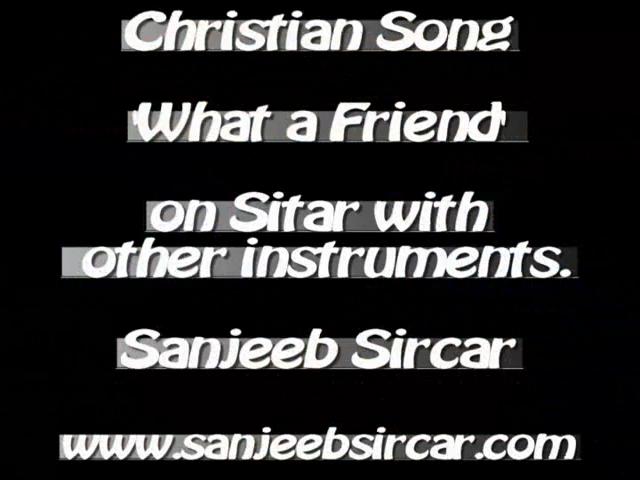 Christian Song
'What a Friend'
on Sitar with
other instruments.
Sanjeeb Sircar
www.sanjeebsircar.com